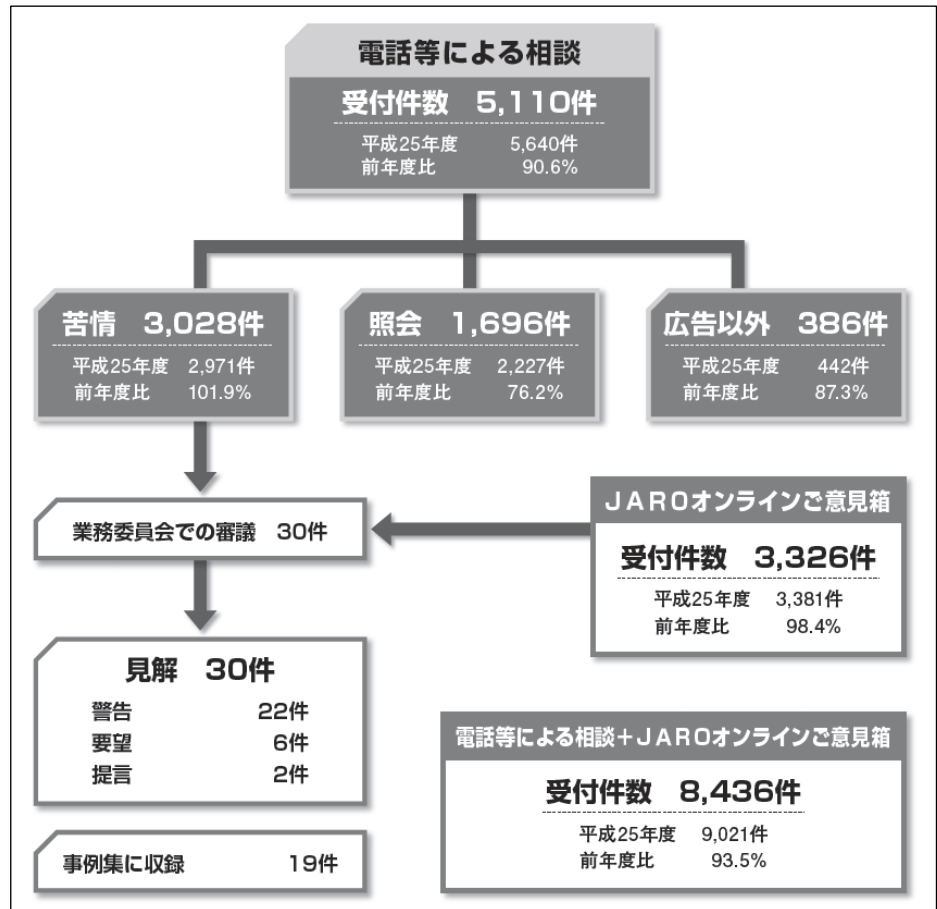 電話等による相談
受付件数 5,110件
平成25年度 5,640件
前年度比 90.6%
苦情 3,028件
平成25年度 2,971件
前年度比 101.9%
照会 1,696件
平成25年度 2,227件
前年度比 76.2%
広告以外 386件
平成25年度 442件
前年度比 87.3%
業務委員会での審議 30件
JAROオンラインご意見箱
受付件数 3,326件
平成25年度 3,381件
前年度比 98.4%
見解 30件
警告 22件
要望 6件
提言 2件
電話等による相談+JAROオンラインご意見箱
受付件数 8,436件
平成25年度 9,021件
前年度比 93.5%
事例集に収録 19件